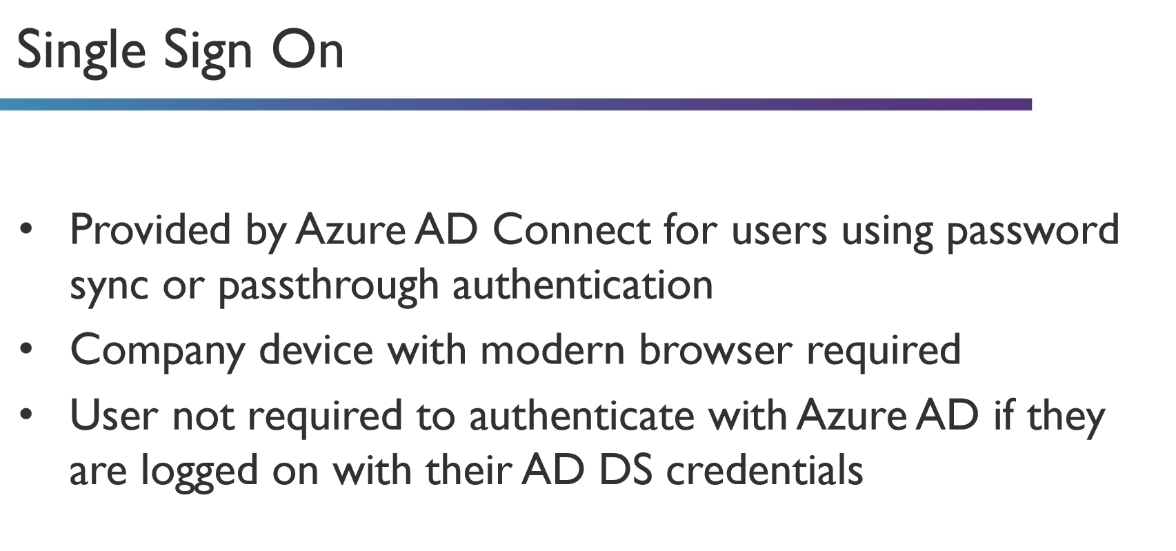 Single Sign On
• Provided by Azure AD Connect for users using password
sync or passthrough authentication
• Company device with modern browser required
• User not required to authenticate with Azure AD if they
are logged on with their AD DS credentials